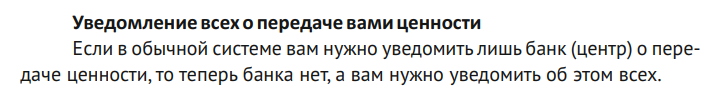 Уведомление всех о передаче вами ценности
Если в обычной системе вам нужно уведомить лишь банк (центр) о пере-
даче ценности, то теперь банка нет, а вам нужно уведомить об этом всех.